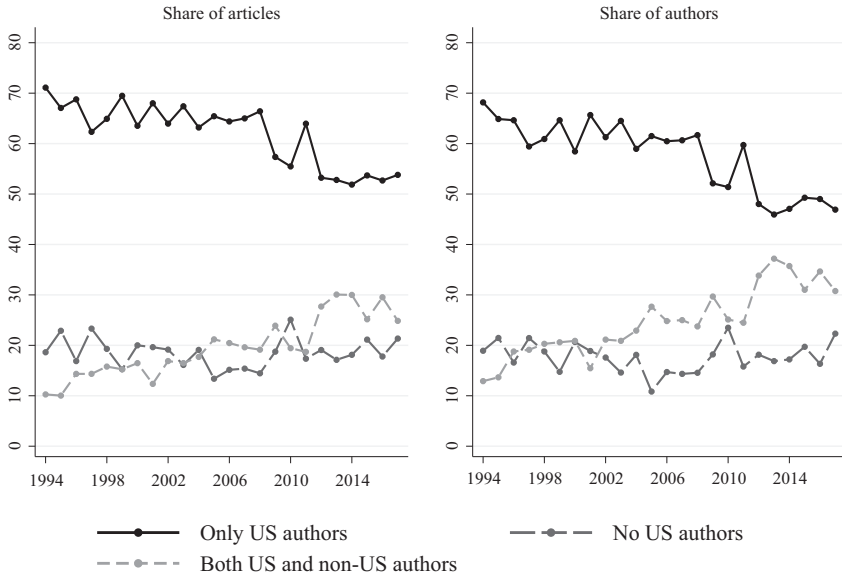 Share of articles
80
70
60
50
40
30
20
10
0
1994 1998 2002 2006 2010 2014
Share of authors
80
70
60
50
40
30
20
10
0
1994 1998 2002 2006 2010 2014
Only US authors
No US authors
Both US and non-US authors